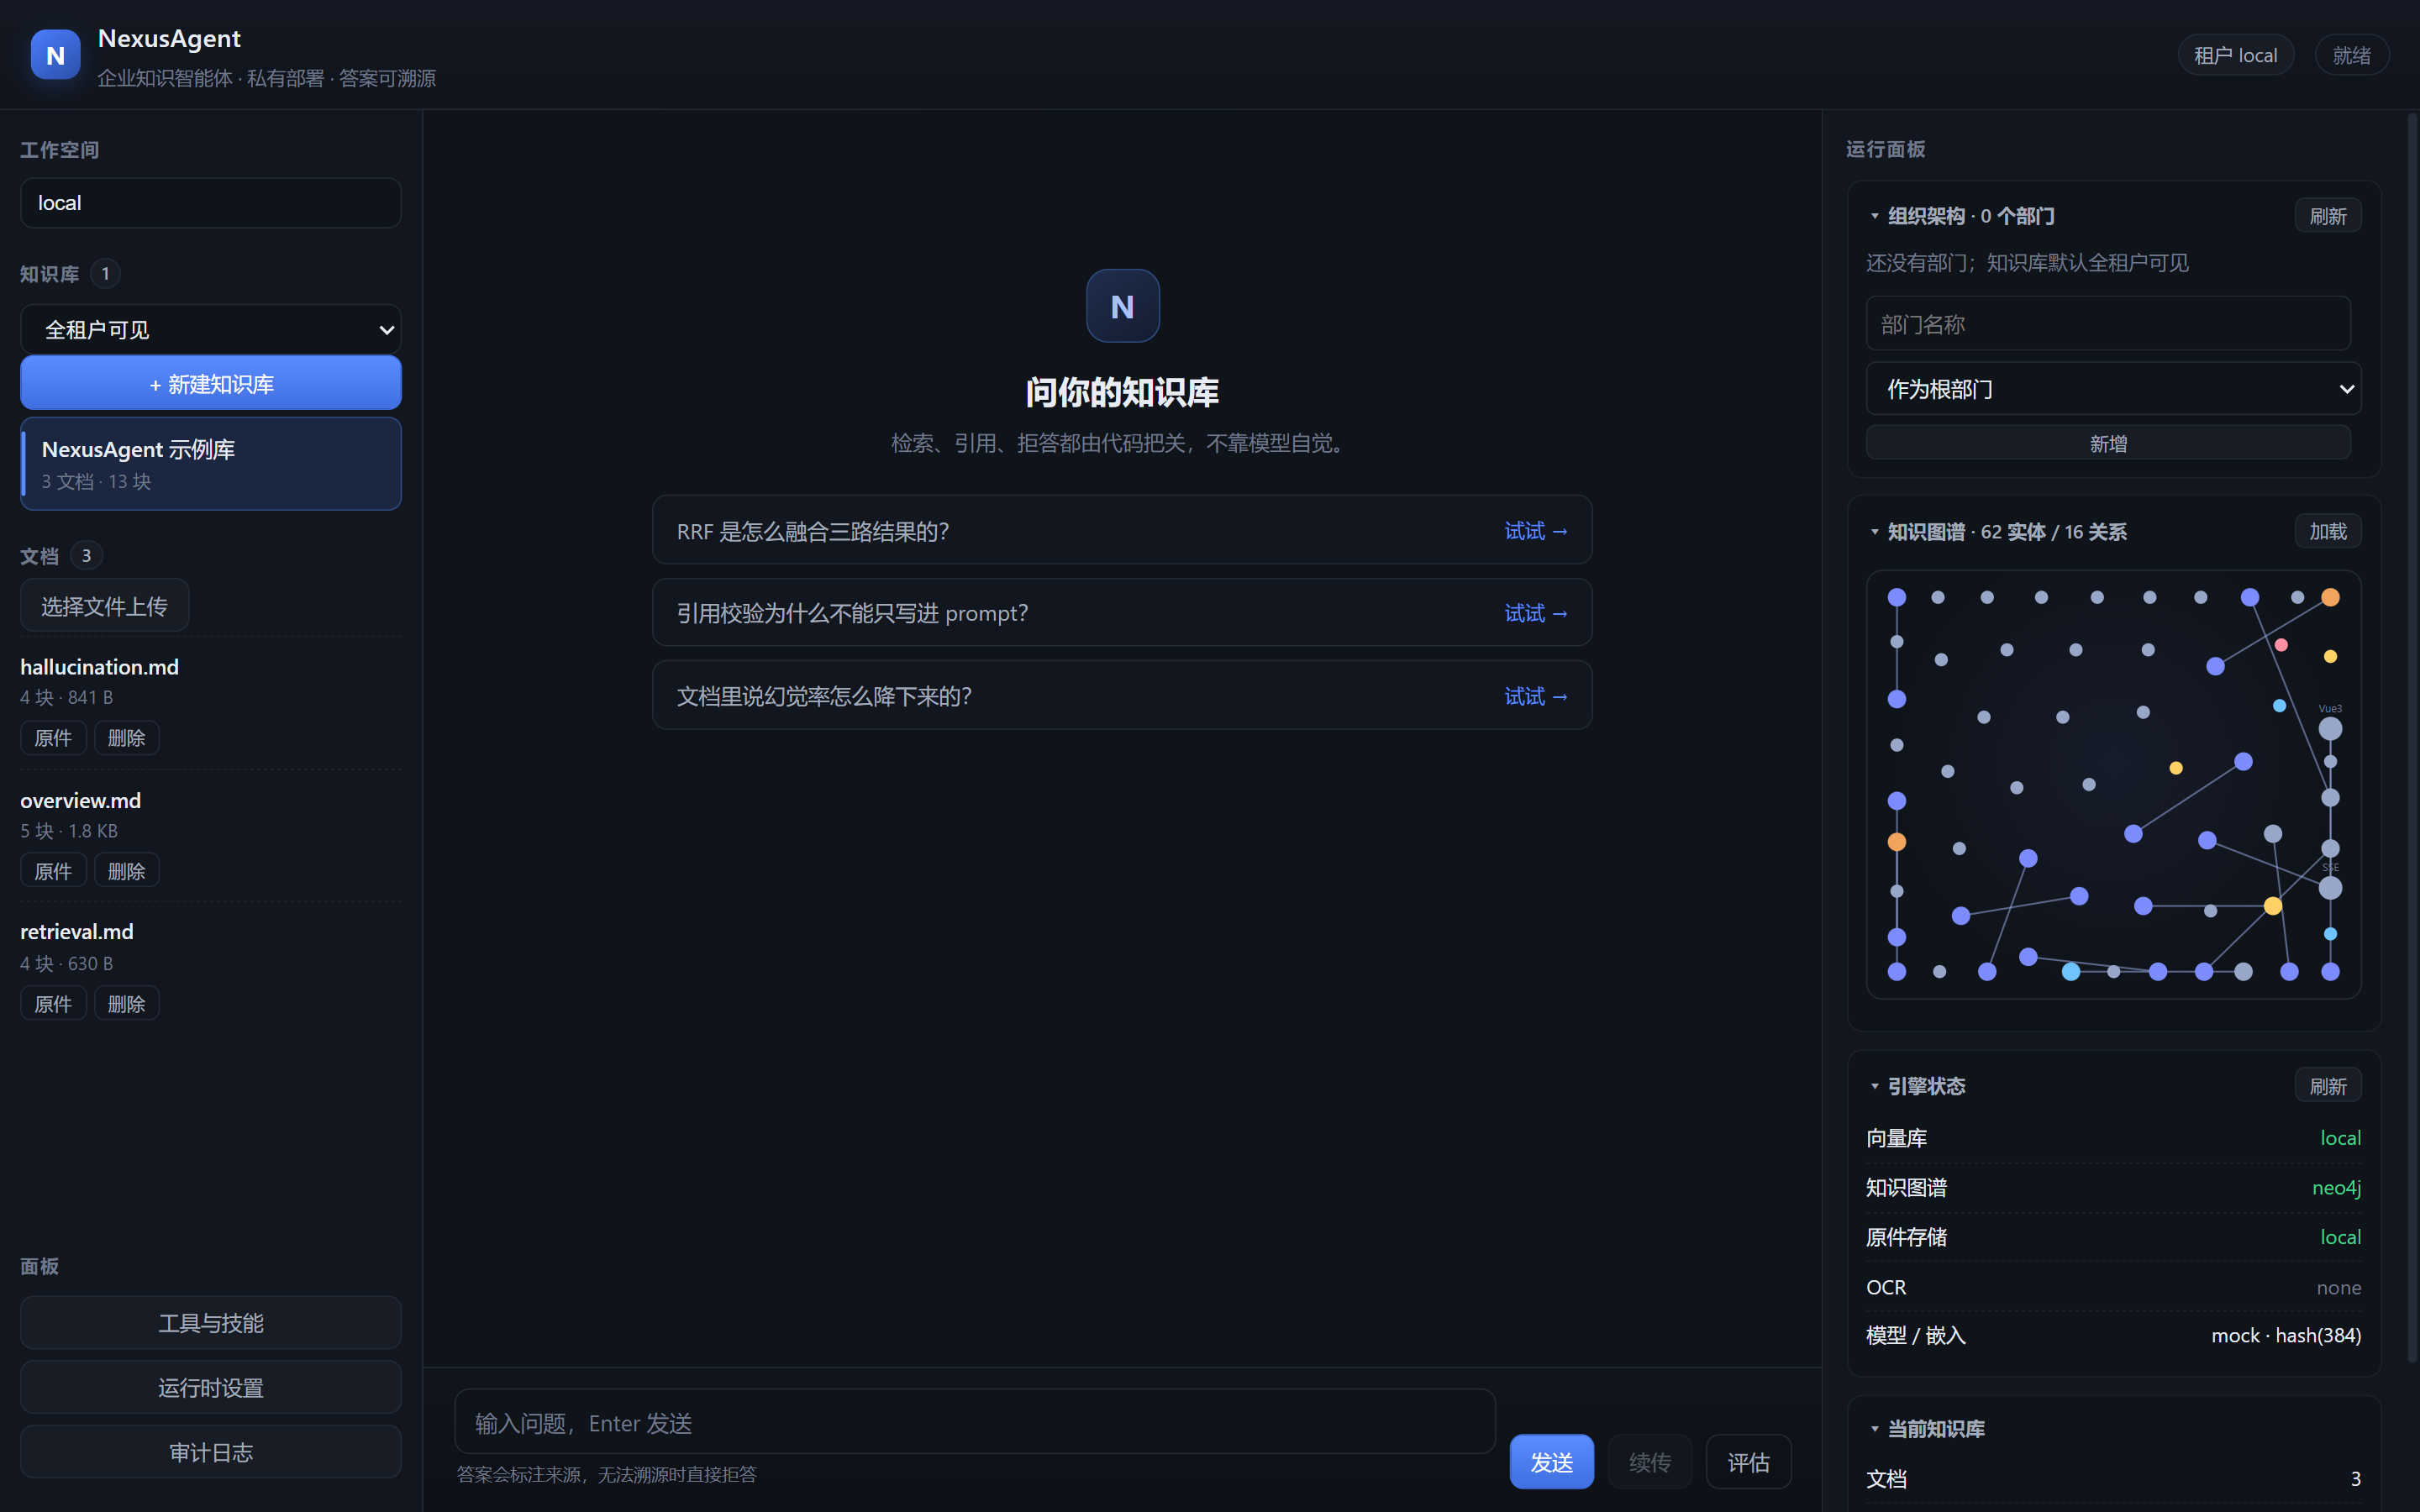 N
NexusAgent
企业知识智能体 · 私有部署 · 答案可溯源
租户 local
就绪
工作空间
local
知识库 1
全租户可见
+ 新建知识库
NexusAgent 示例库
3 文档 · 13 块
文档 3
选择文件上传
hallucination.md
4 块 · 841 B
原件 删除
overview.md
5 块 · 1.8 KB
原件 删除
retrieval.md
4 块 · 630 B
原件 删除
面板
工具与技能
运行时设置
审计日志
N
问你的知识库
检索、引用、拒答都由代码把关，不靠模型自觉。
RRF 是怎么融合三路结果的？ 试试 →
引用校验为什么不能只写进 prompt？ 试试 →
文档里说幻觉率怎么降下来的？ 试试 →
输入问题，Enter 发送
答案会标注来源，无法溯源时直接拒答
发送 续传 评估
运行面板
组织架构 · 0 个部门 刷新
还没有部门；知识库默认全租户可见
部门名称
作为根部门
新增
知识图谱 · 62 实体 / 16 关系 加载
Vue3
SSE
引擎状态 刷新
向量库 local
知识图谱 neo4j
原件存储 local
OCR none
模型 / 嵌入 mock · hash(384)
当前知识库
文档 3